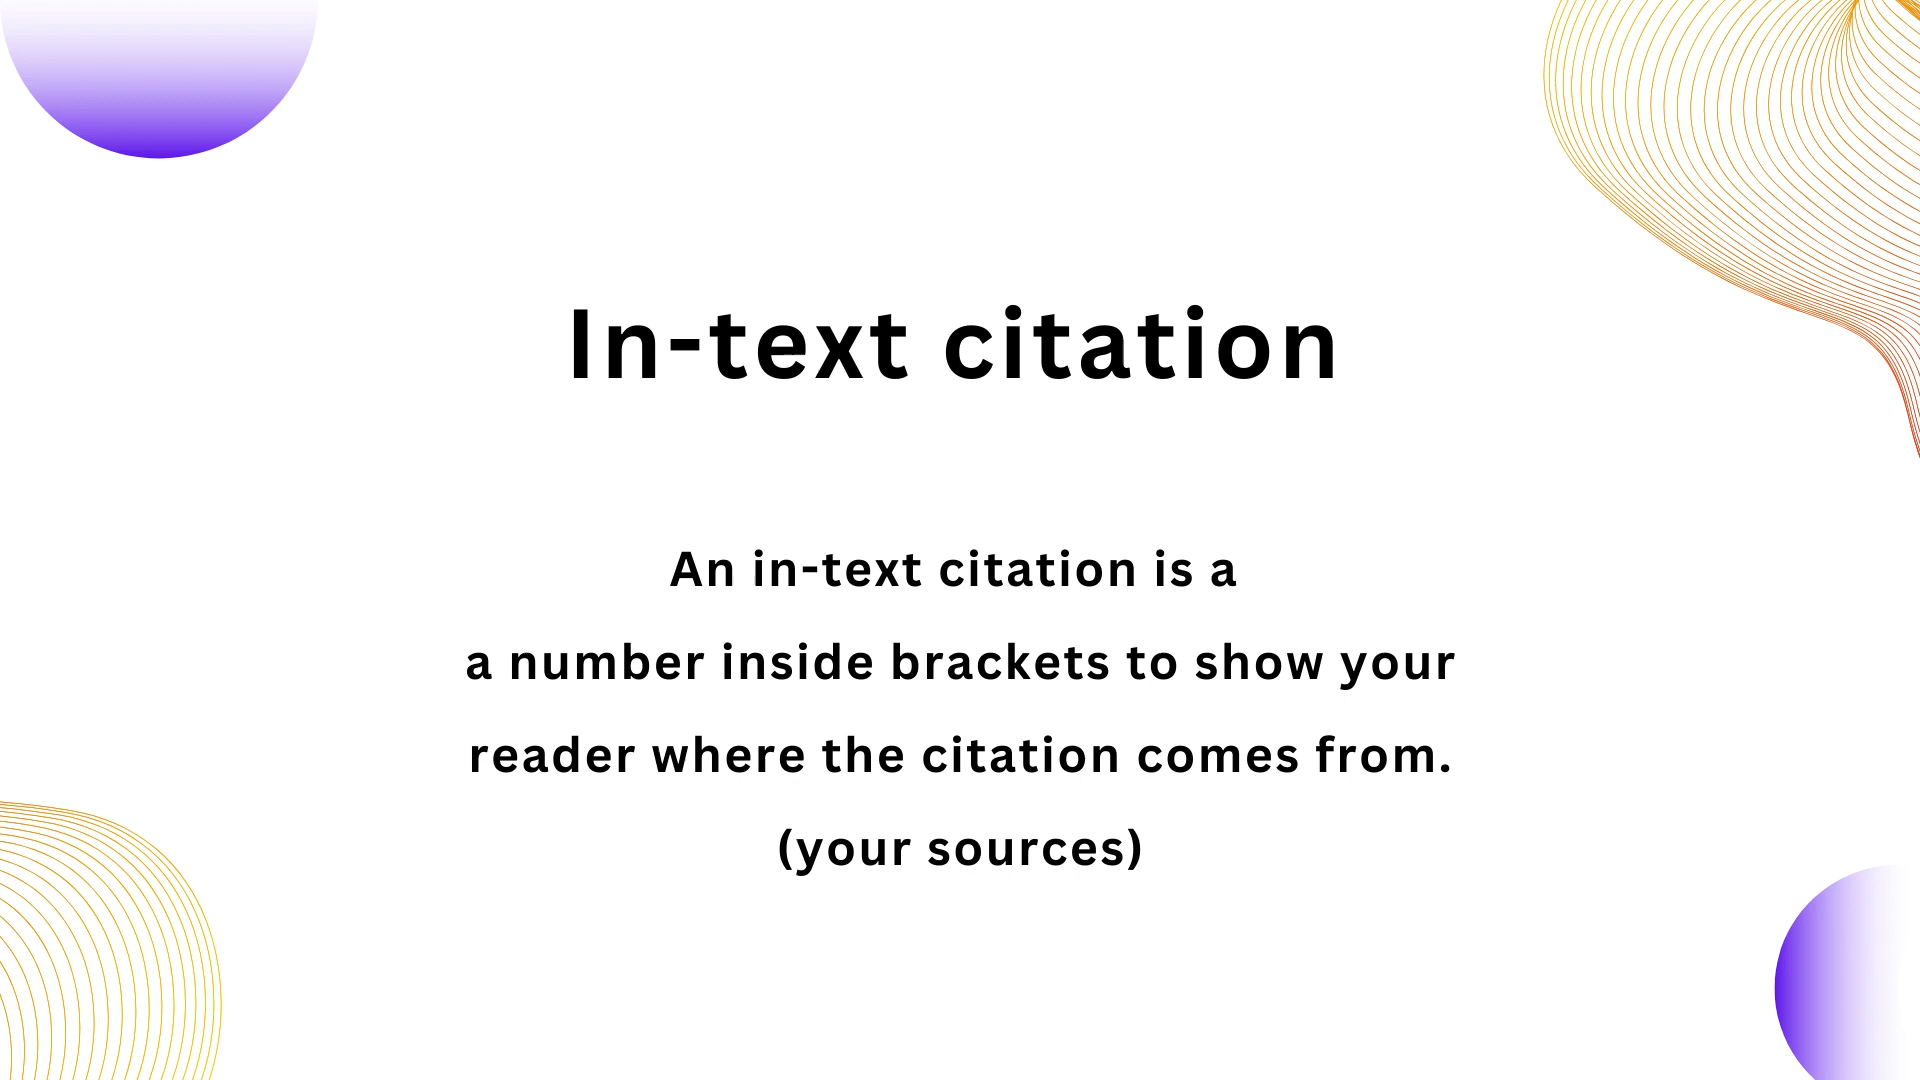 In-text citation
An in-text citation is a
a number inside brackets to show your
reader where the citation comes from.
(your sources)